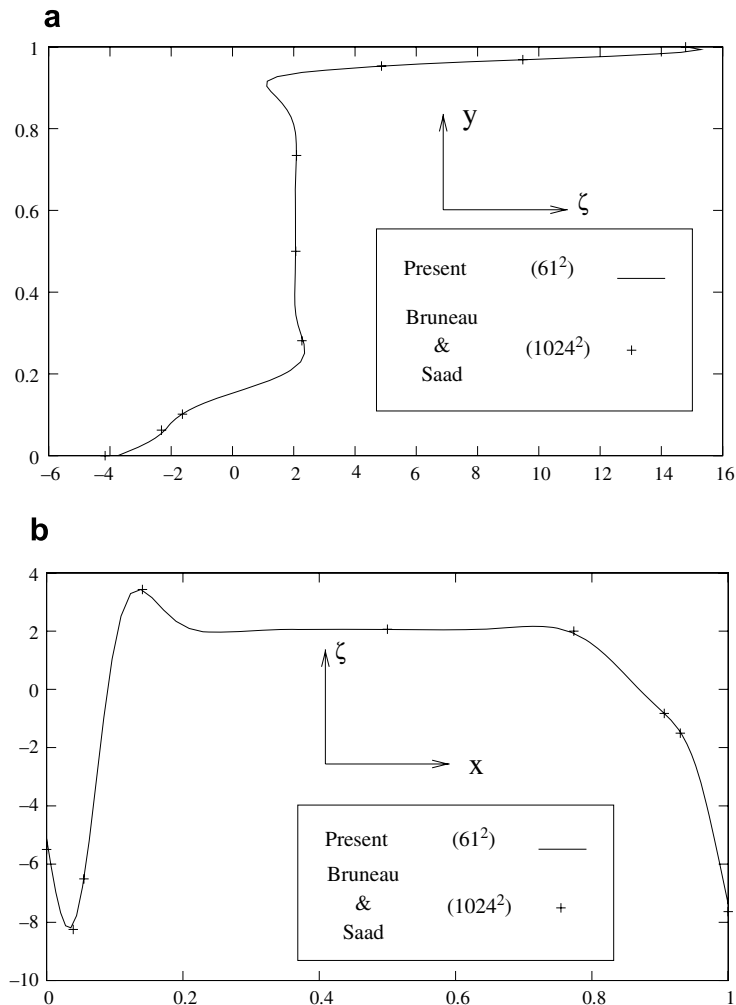 a
1
0.8
0.6
0.4
0.2
0
−6 −4 −2 0 2 4 6 8 10 12 14 16
y
ζ
Present (61²)
Bruneau
& (1024²)
Saad
b
4
2
0
−2
−4
−6
−8
−10
0 0.2 0.4 0.6 0.8 1
ζ
x
Present (61²)
Bruneau
& (1024²)
Saad